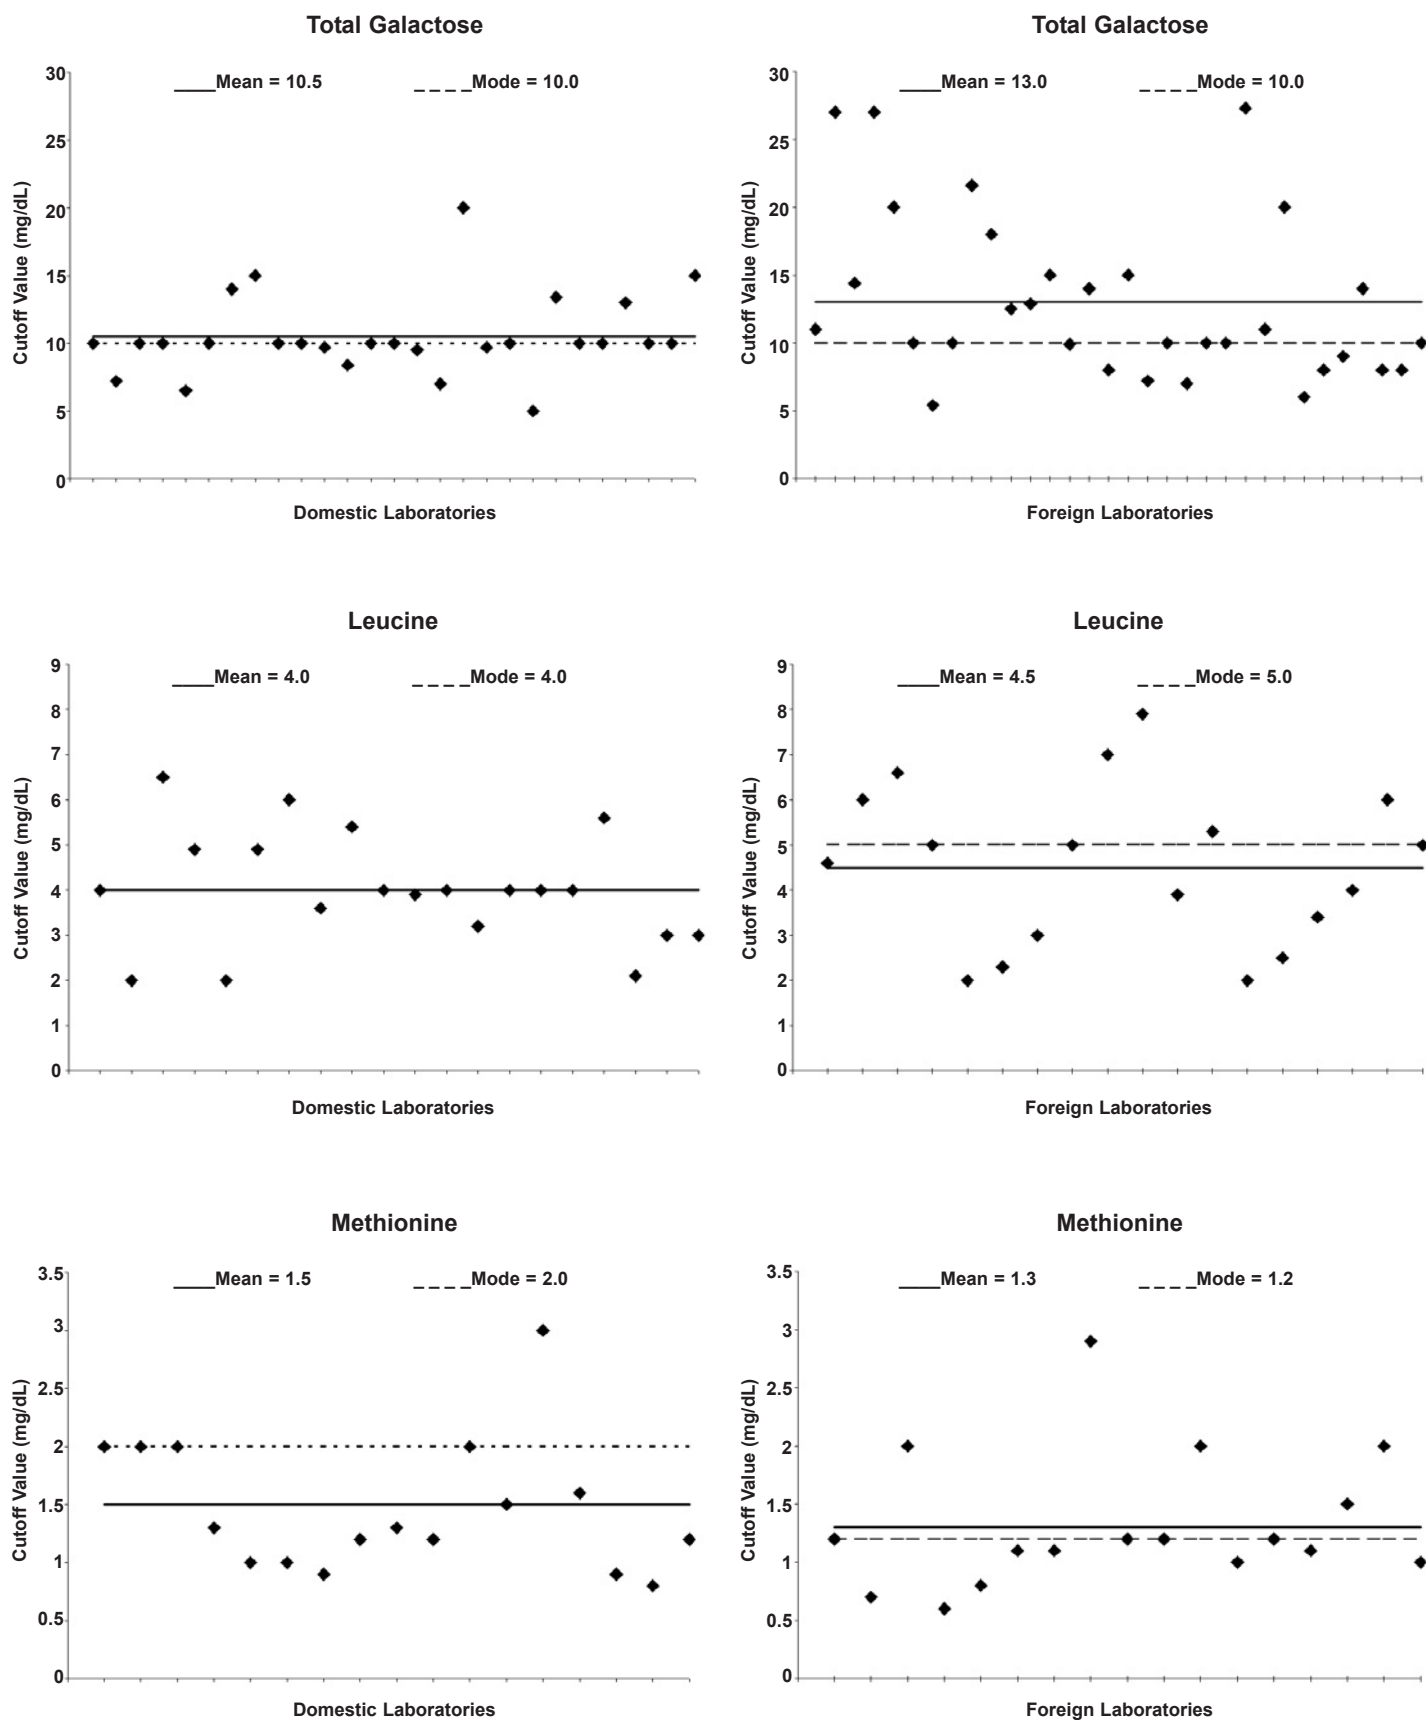 Total Galactose
____Mean = 10.5 _ _ _ _Mode = 10.0
30
25
20
15
10
5
0
Cutoff Value (mg/dL)
Domestic Laboratories
Total Galactose
____Mean = 13.0 _ _ _ _Mode = 10.0
30
25
20
15
10
5
0
Cutoff Value (mg/dL)
Foreign Laboratories
Leucine
____Mean = 4.0 _ _ _ _Mode = 4.0
9
8
7
6
5
4
3
2
1
0
Cutoff Value (mg/dL)
Domestic Laboratories
Leucine
____Mean = 4.5 _ _ _ _Mode = 5.0
9
8
7
6
5
4
3
2
1
0
Cutoff Value (mg/dL)
Foreign Laboratories
Methionine
____Mean = 1.5 _ _ _ _Mode = 2.0
3.5
3
2.5
2
1.5
1
0.5
0
Cutoff Value (mg/dL)
Domestic Laboratories
Methionine
____Mean = 1.3 _ _ _ _Mode = 1.2
3.5
3
2.5
2
1.5
1
0.5
0
Cutoff Value (mg/dL)
Foreign Laboratories